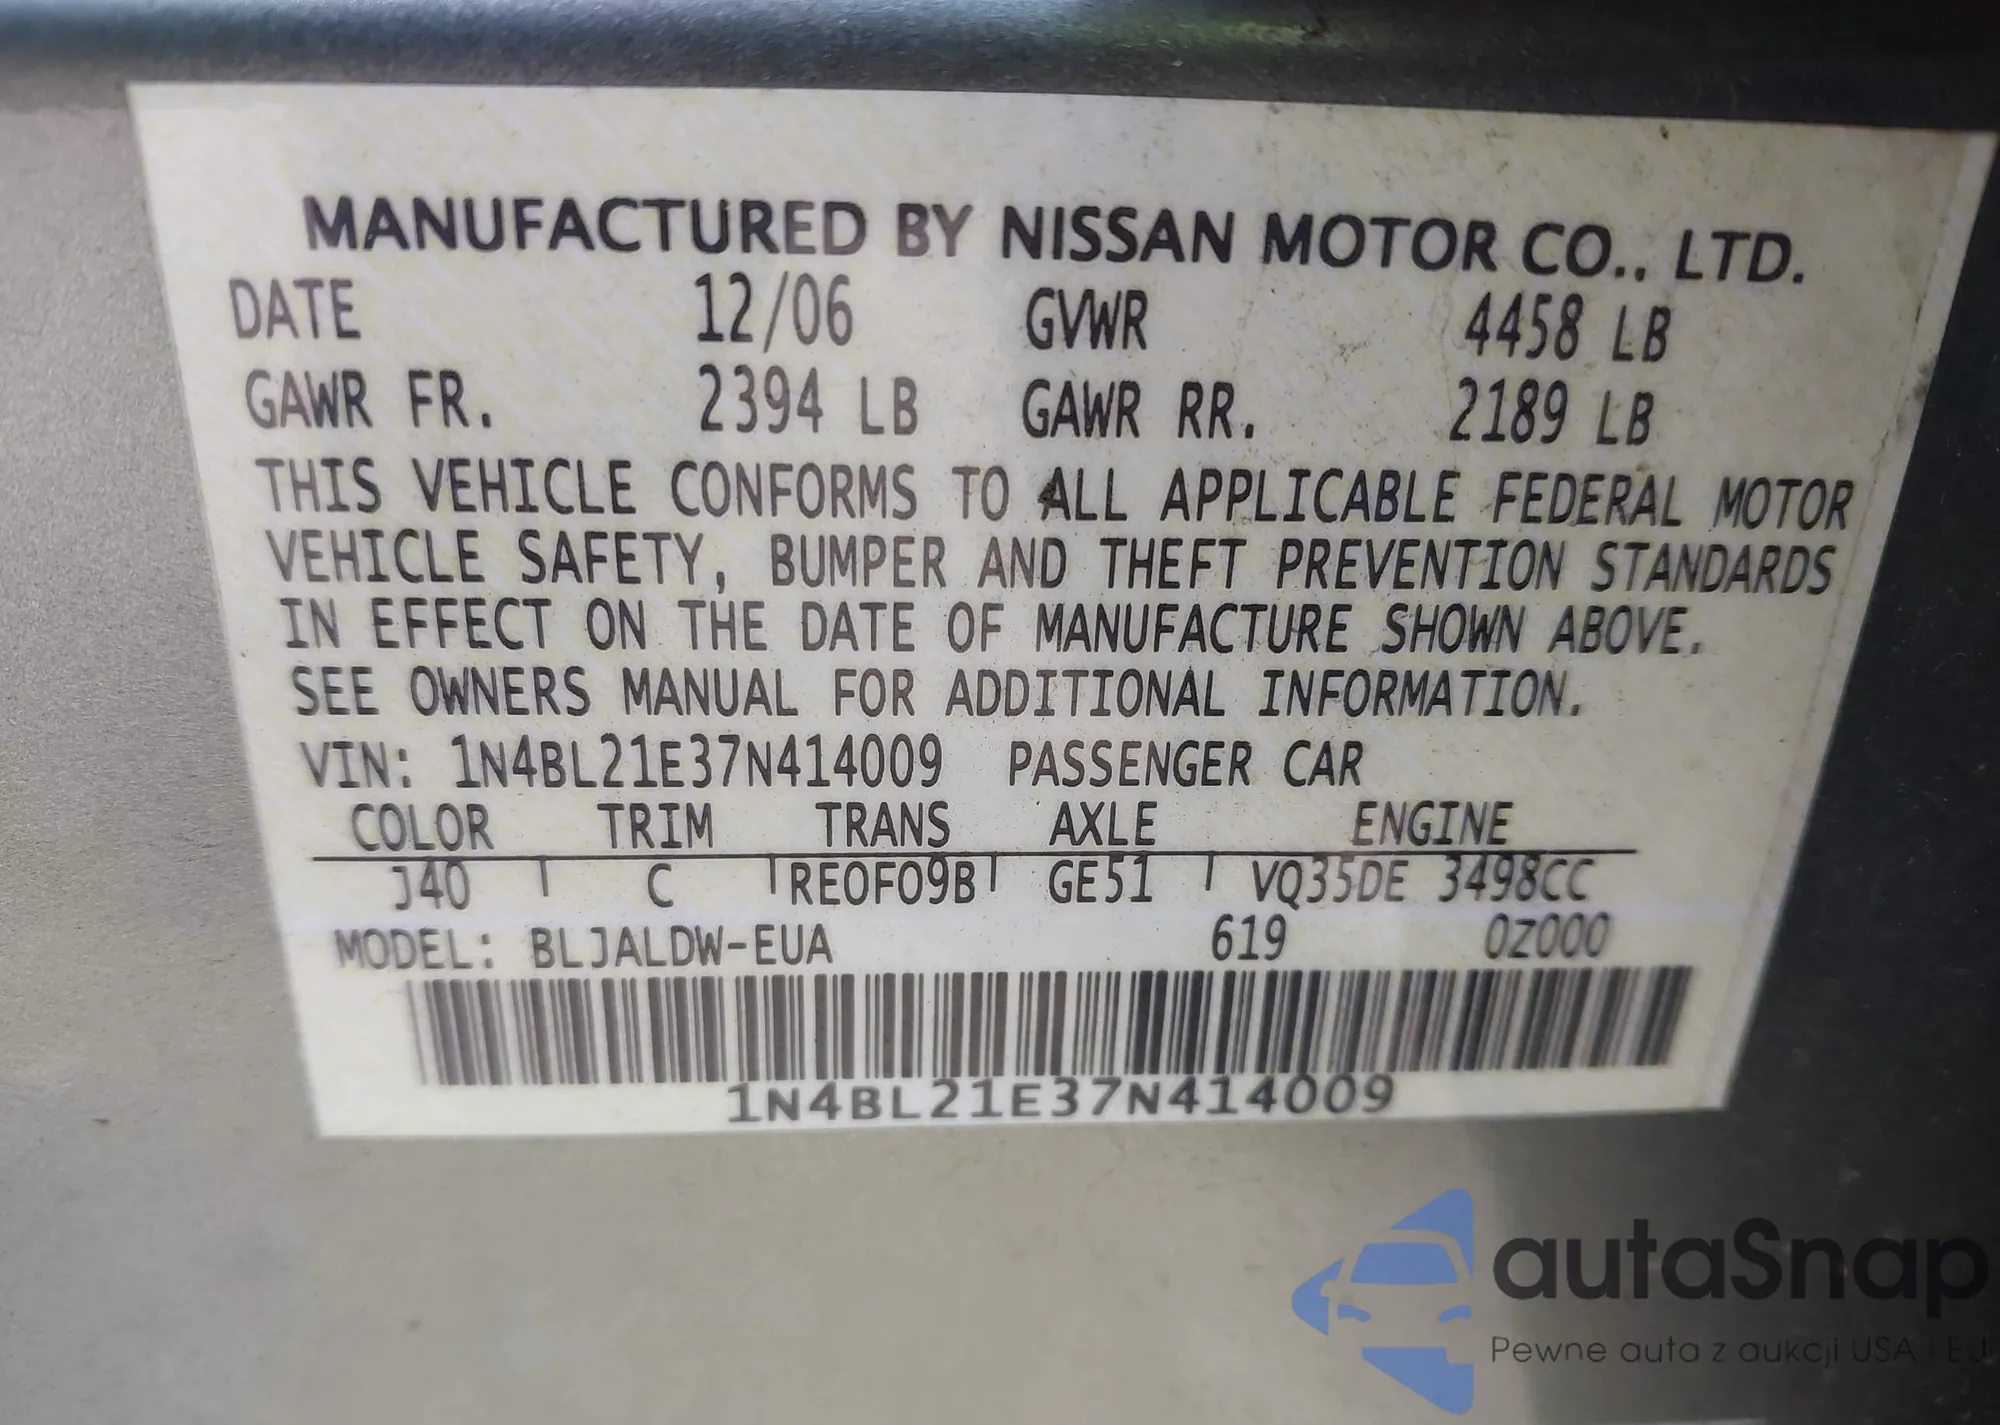 MANUFACTURED BY NISSAN MOTOR CO., LTD.
DATE 12/06 GVWR 4458 LB
GAWR FR. 2394 LB GAWR RR. 2189 LB
THIS VEHICLE CONFORMS TO ALL APPLICABLE FEDERAL MOTOR
VEHICLE SAFETY, BUMPER AND THEFT PREVENTION STANDARDS
IN EFFECT ON THE DATE OF MANUFACTURE SHOWN ABOVE.
SEE OWNERS MANUAL FOR ADDITIONAL INFORMATION.
VIN: 1N4BL21E37N414009 PASSENGER CAR
COLOR TRIM TRANS AXLE ENGINE
J40 C RE0F09B GE51 VQ35DE 3498CC
MODEL: BLJALDW-EUA 619 0Z000
1N4BL21E37N414009
autaSnap
Pewne auta z aukcji USA i EU